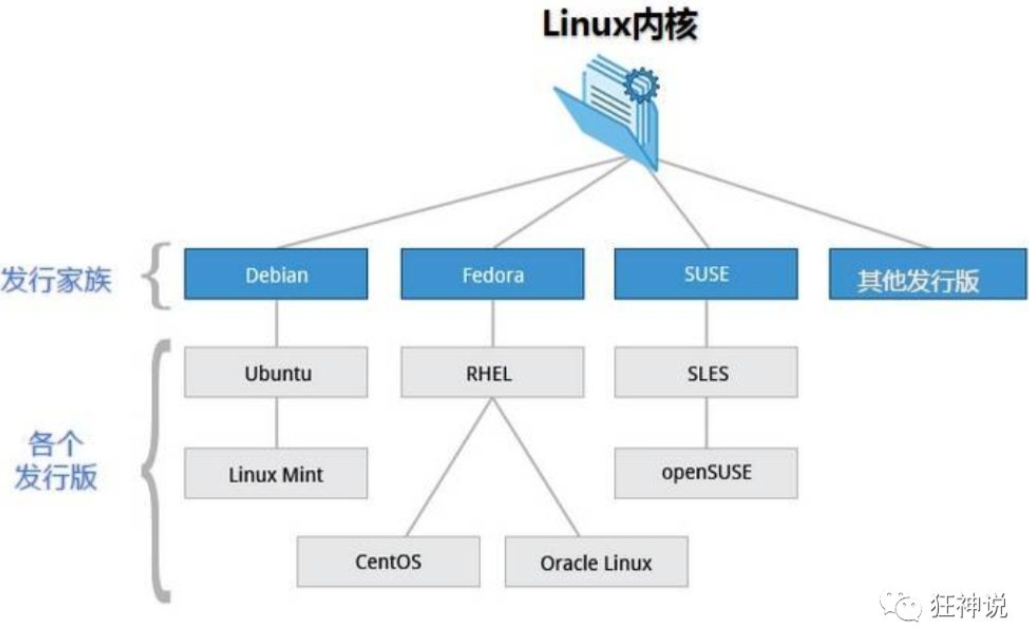 Linux内核
发行家族
Debian
Fedora
SUSE
其他发行版
各个
发行版
Ubuntu
RHEL
SLES
Linux Mint
openSUSE
CentOS
Oracle Linux
狂神说